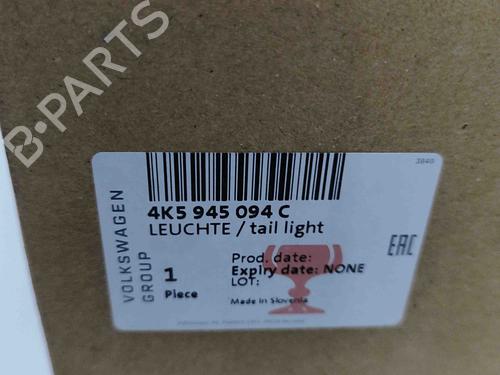 B-PARTS
3840
4K5 945 094 C
LEUCHTE / tail light
VOLKSWAGEN
GROUP
1
Piece
Prod. date:
Expiry date: NONE
LOT:
Made in Slovenia
EAC